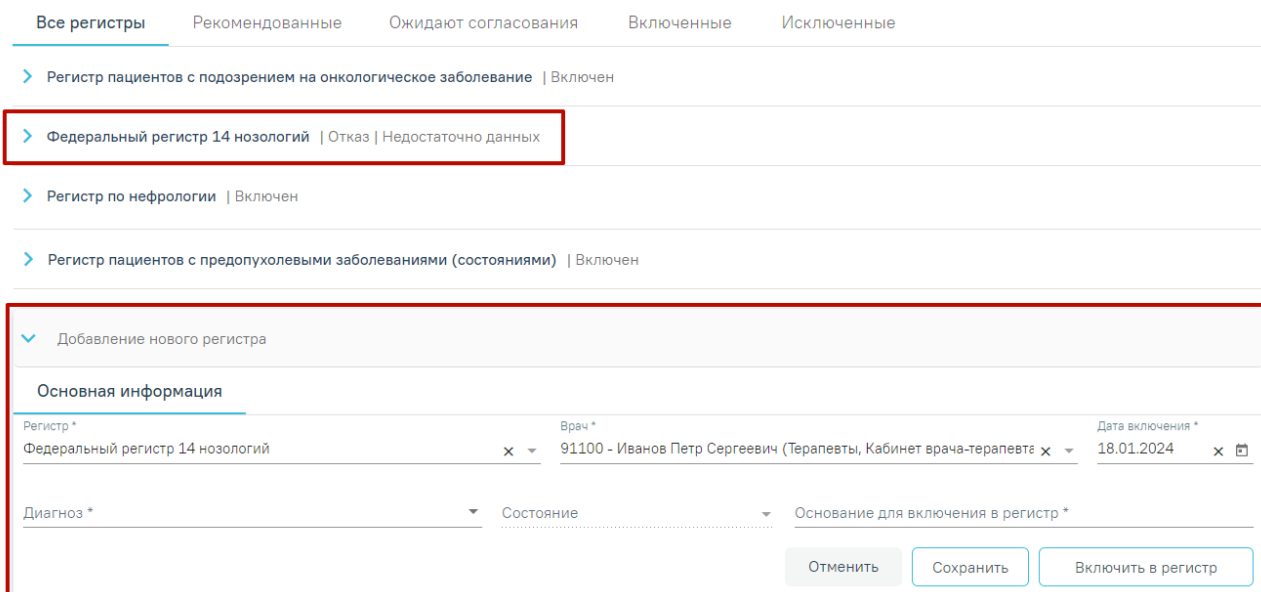 Все регистры Рекомендованные Ожидают согласования Включенные Исключенные
Регистр пациентов с подозрением на онкологическое заболевание | Включен
Федеральный регистр 14 нозологий | Отказ | Недостаточно данных
Регистр по нефрологии | Включен
Регистр пациентов с предопухолевыми заболеваниями (состояниями) | Включен
Добавление нового регистра
Основная информация
Регистр * Врач * Дата включения *
Федеральный регистр 14 нозологий 91100 - Иванов Петр Сергеевич (Терапевты, Кабинет врача-терапевта 18.01.2024
Диагноз * Состояние Основание для включения в регистр *
Отменить Сохранить Включить в регистр